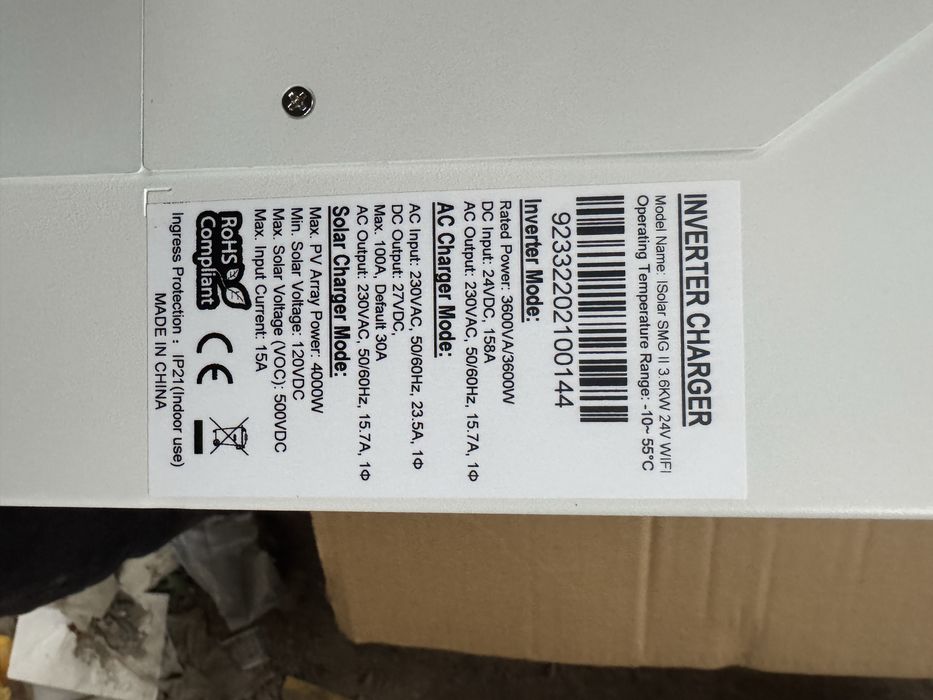 INVERTER CHARGER
Model Name: ISolar SMG II 3.6KW 24V WIFI
Operating Temperature Range: -10~ 55°C
92332202100144
Inverter Mode:
Rated Power: 3600VA/3600W
DC Input: 24VDC, 158A
AC Output: 230VAC, 50/60Hz, 15.7A, 1Φ
AC Charger Mode:
AC Input: 230VAC, 50/60Hz, 23.5A, 1Φ
DC Output: 27VDC,
Max. 100A, Default 30A
AC Output: 230VAC, 50/60Hz, 15.7A, 1Φ
Solar Charger Mode:
Max. PV Array Power: 4000W
Min. Solar Voltage: 120VDC
Max. Solar Voltage (VOC): 500VDC
Max. Input Current: 15A
RoHS
Compliant
CE
Ingress Protection : IP21(Indoor use)
MADE IN CHINA